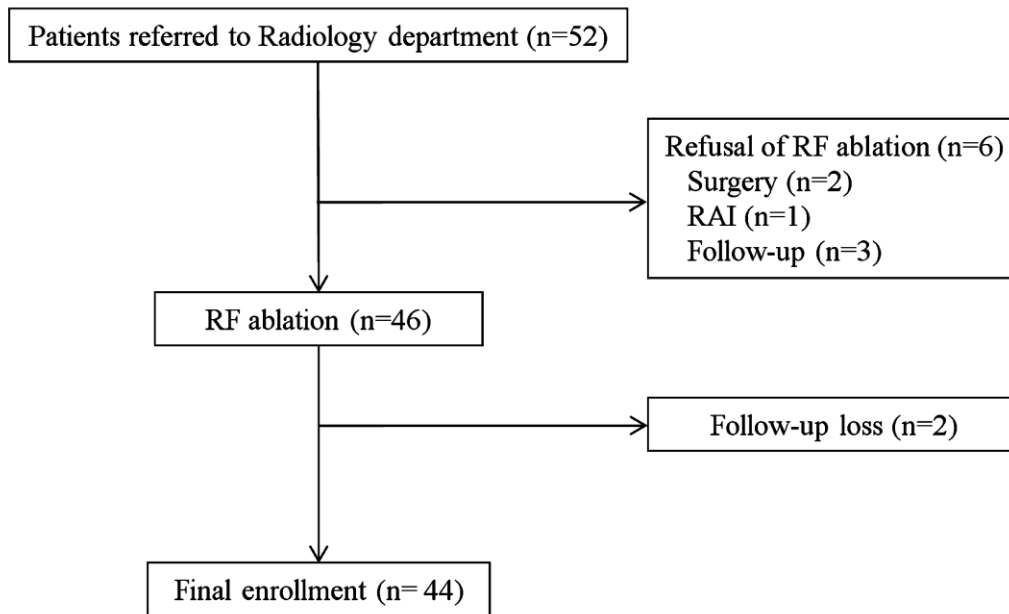 Patients referred to Radiology department (n=52)
Refusal of RF ablation (n=6)
Surgery (n=2)
RAI (n=1)
Follow-up (n=3)
RF ablation (n=46)
Follow-up loss (n=2)
Final enrollment (n= 44)